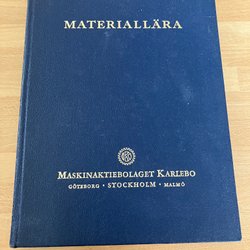 MATERIALLÄRA
MASKINAKTIEBOLAGET KARLEBO
GÖTEBORG • STOCKHOLM • MALMÖ